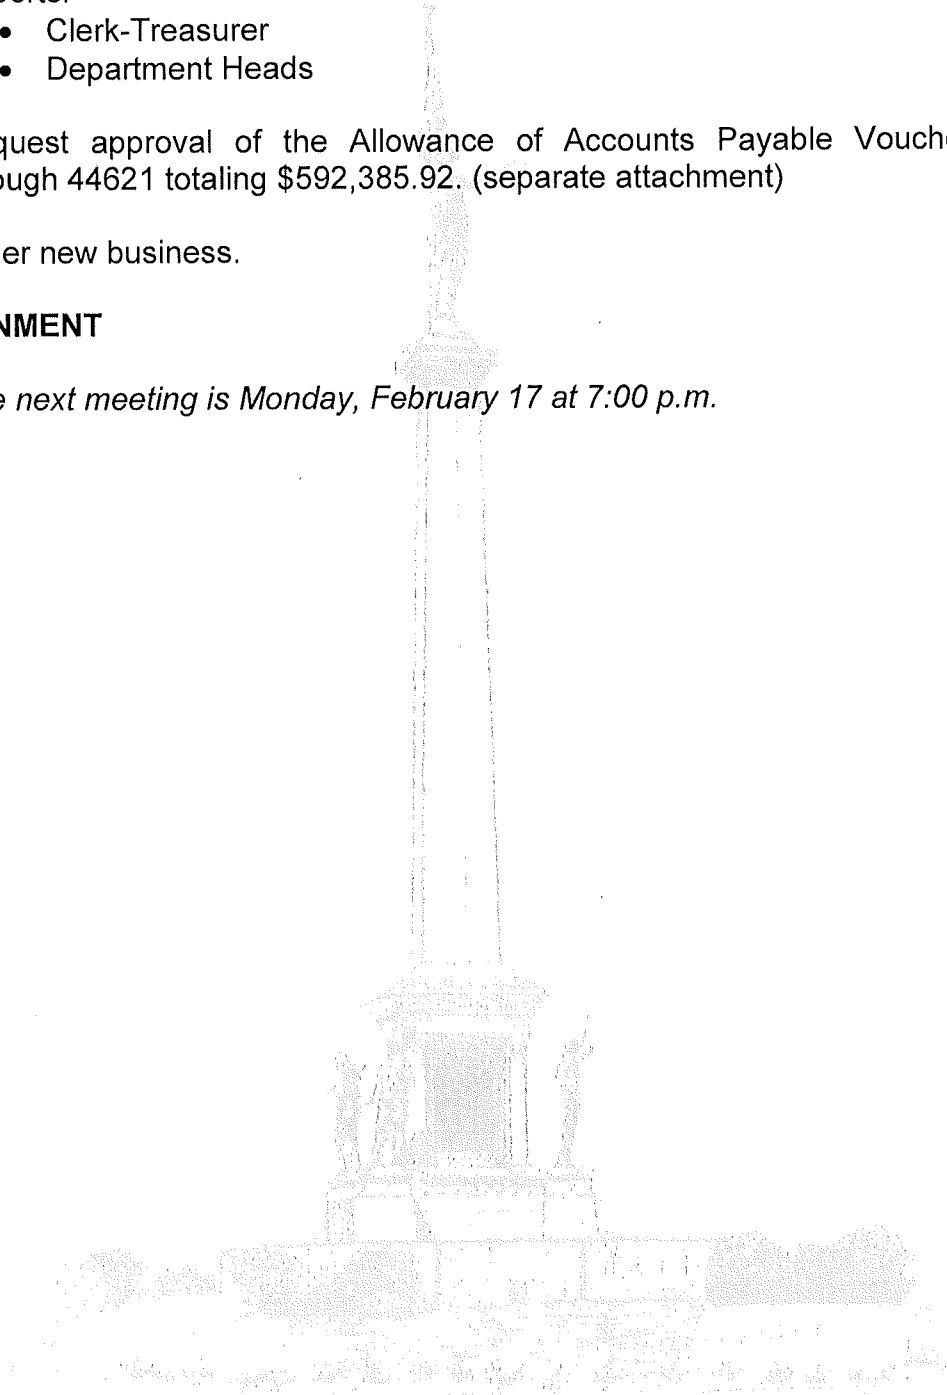 • Clerk-Treasurer
• Department Heads
quest approval of the Allowance of Accounts Payable Vouch
ough 44621 totaling $592,385.92. (separate attachment)
er new business.
NMENT
e next meeting is Monday, February 17 at 7:00 p.m.